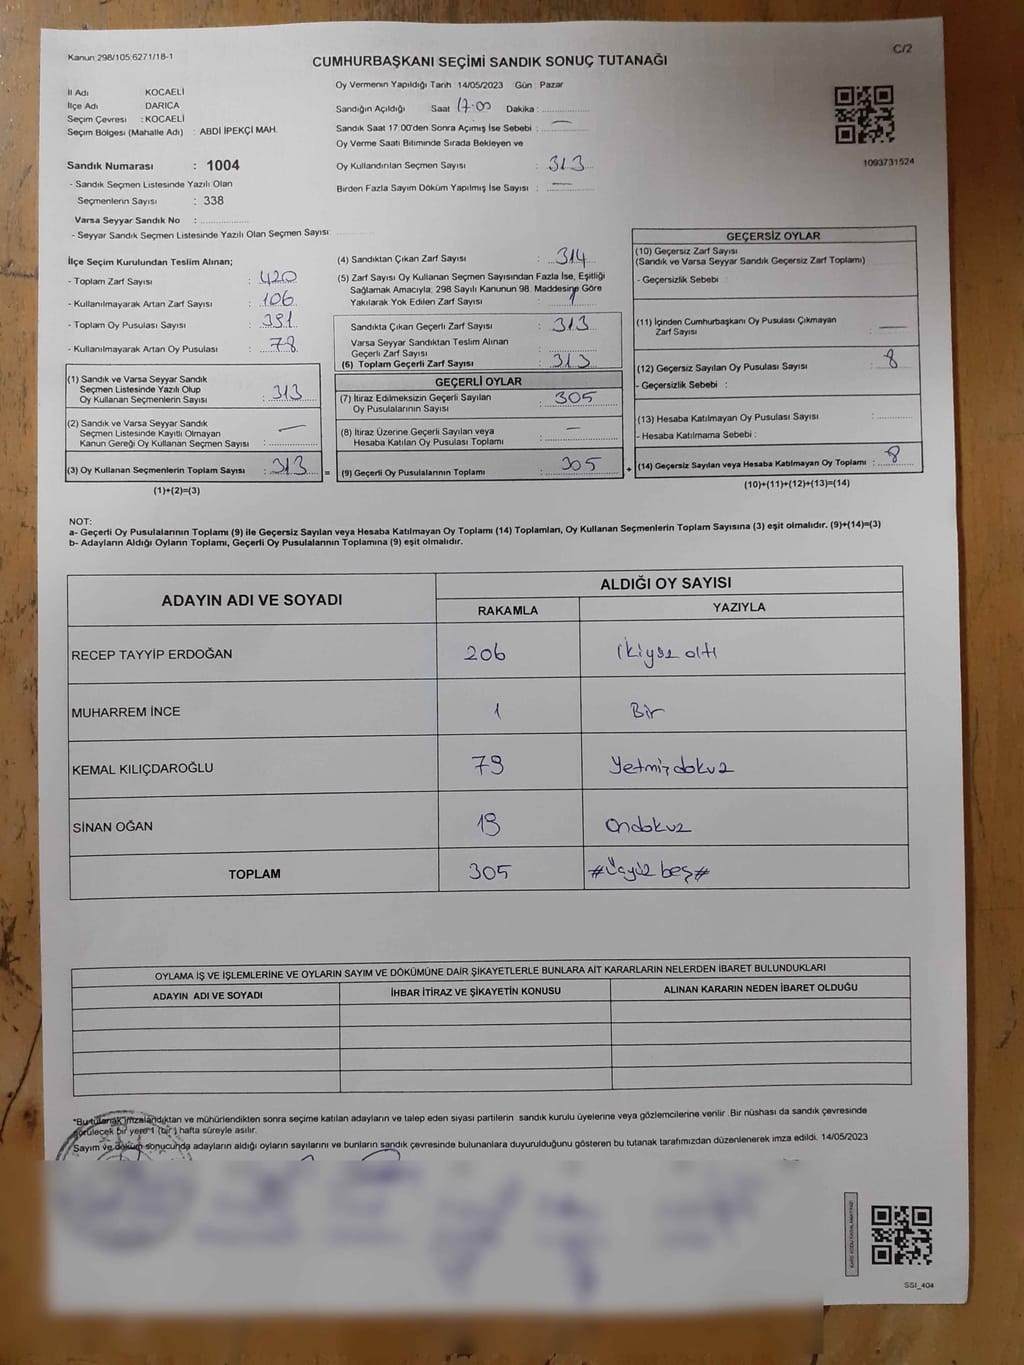 Kanun:298/105;6271/18-1
C/2
CUMHURBAŞKANI SEÇİMİ SANDIK SONUÇ TUTANAĞI
İl Adı KOCAELİ
İlçe Adı DARICA
Seçim Çevresi : KOCAELİ
Seçim Bölgesi (Mahalle Adı) : ABDİ İPEKÇİ MAH.
Sandık Numarası : 1004
- Sandık Seçmen Listesinde Yazılı Olan
Seçmenlerin Sayısı : 338
Varsa Seyyar Sandık No :
- Seyyar Sandık Seçmen Listesinde Yazılı Olan Seçmen Sayısı:
Oy Vermenin Yapıldığı Tarih 14/05/2023 Gün : Pazar
Sandığın Açıldığı Saat 17:00 Dakika :
Sandık Saat 17:00'den Sonra Açımış İse Sebebi : —
Oy Verme Saati Bitiminde Sırada Bekleyen ve
Oy Kullandırılan Seçmen Sayısı : 313
Birden Fazla Sayım Döküm Yapılmış İse Sayısı : —
1093731524
İlçe Seçim Kurulundan Teslim Alınan;
- Toplam Zarf Sayısı : 420
- Kullanılmayarak Artan Zarf Sayısı : 106
- Toplam Oy Pusulası Sayısı : 391
- Kullanılmayarak Artan Oy Pusulası : 78
(1) Sandık ve Varsa Seyyar Sandık
Seçmen Listesinde Yazılı Olup
Oy Kullanan Seçmenlerin Sayısı : 313
(2) Sandık ve Varsa Seyyar Sandık
Seçmen Listesinde Kayıtlı Olmayan
Kanun Gereği Oy Kullanan Seçmen Sayısı : —
(3) Oy Kullanan Seçmenlerin Toplam Sayısı : 313 =
(1)+(2)=(3)
(4) Sandıktan Çıkan Zarf Sayısı : 314
(5) Zarf Sayısı Oy Kullanan Seçmen Sayısından Fazla İse, Eşitliği
Sağlamak Amacıyla; 298 Sayılı Kanunun 98. Maddesine Göre
Yakılarak Yok Edilen Zarf Sayısı : 1
Sandıkta Çıkan Geçerli Zarf Sayısı : 313
Varsa Seyyar Sandıktan Teslim Alınan
Geçerli Zarf Sayısı :
(6) Toplam Geçerli Zarf Sayısı : 313
GEÇERLİ OYLAR
(7) İtiraz Edilmeksizin Geçerli Sayılan
Oy Pusulalarının Sayısı : 305
(8) İtiraz Üzerine Geçerli Sayılan veya
Hesaba Katılan Oy Pusulası Toplamı : —
(9) Geçerli Oy Pusulalarının Toplamı : 305 +
GEÇERSİZ OYLAR
(10) Geçersiz Zarf Sayısı
(Sandık ve Varsa Seyyar Sandık Geçersiz Zarf Toplamı)
- Geçersizlik Sebebi :
(11) İçinden Cumhurbaşkanı Oy Pusulası Çıkmayan
Zarf Sayısı : —
(12) Geçersiz Sayılan Oy Pusulası Sayısı : 8
- Geçersizlik Sebebi :
(13) Hesaba Katılmayan Oy Pusulası Sayısı :
- Hesaba Katılmama Sebebi :
(14) Geçersiz Sayılan veya Hesaba Katılmayan Oy Toplamı : 8
(10)+(11)+(12)+(13)=(14)
NOT:
a- Geçerli Oy Pusulalarının Toplamı (9) ile Geçersiz Sayılan veya Hesaba Katılmayan Oy Toplamı (14) Toplamları, Oy Kullanan Seçmenlerin Toplam Sayısına (3) eşit olmalıdır. (9)+(14)=(3)
b- Adayların Aldığı Oyların Toplamı, Geçerli Oy Pusulalarının Toplamına (9) eşit olmalıdır.
ADAYIN ADI VE SOYADI
ALDIĞI OY SAYISI
RAKAMLA YAZIYLA
RECEP TAYYİP ERDOĞAN 206 İkiyüz altı
MUHARREM İNCE 1 Bir
KEMAL KILIÇDAROĞLU 79 Yetmişdokuz
SİNAN OĞAN 19 Ondokuz
TOPLAM 305 #Üçyüz beş#
OYLAMA İŞ VE İŞLEMLERİNE VE OYLARIN SAYIM VE DÖKÜMÜNE DAİR ŞİKAYETLERLE BUNLARA AİT KARARLARIN NELERDEN İBARET BULUNDUKLARI
ADAYIN ADI VE SOYADI İHBAR İTİRAZ VE ŞİKAYETİN KONUSU ALINAN KARARIN NEDEN İBARET OLDUĞU
*Bu tutanak imzalandıktan ve mühürlendikten sonra seçime katılan adayların ve talep eden siyasi partilerin sandık kurulu üyelerine veya gözlemcilerine verilir .Bir nüshası da sandık çevresinde
görülecek bir yere 1 (bir) hafta süreyle asılır.
Sayım ve döküm sonucunda adayların aldığı oyların sayılarını ve bunların sandık çevresinde bulunanlara duyurulduğunu gösteren bu tutanak tarafımızdan düzenlenerek imza edildi. 14/05/2023
SSI_404